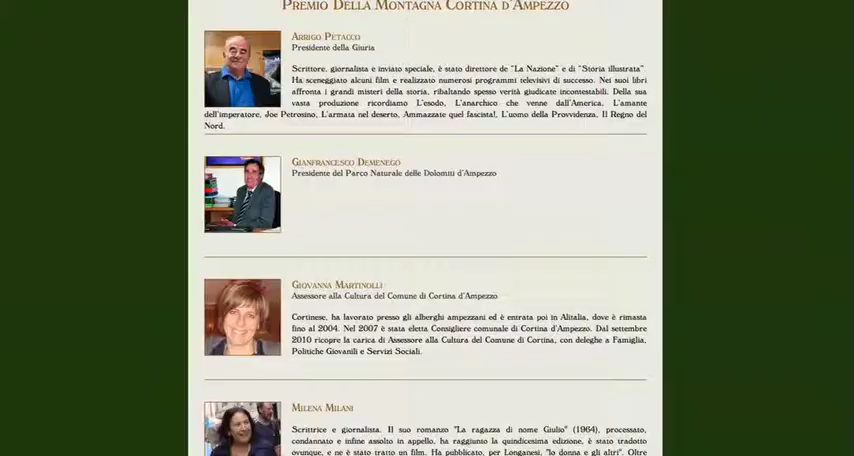 Premio Della Montagna Cortina d'Ampezzo
Arrigo Petacco
Presidente della Giuria
Scrittore, giornalista e inviato speciale, è stato direttore de "La Nazione" e di "Storia illustrata".
Ha sceneggiato alcuni film e realizzato numerosi programmi televisivi di successo. Nei suoi libri
affronta i grandi misteri della storia, ribaltando spesso verità giudicate incontestabili. Della sua
vasta produzione ricordiamo L'esodo, L'anarchico che venne dall'America, L'amante
dell'imperatore, Joe Petrosino, L'armata nel deserto, Ammazzate quel fascista!, L'uomo della Provvidenza, Il Regno del
Nord.
Gianfrancesco Demenego
Presidente del Parco Naturale delle Dolomiti d'Ampezzo
Giovanna Martinolli
Assessore alla Cultura del Comune di Cortina d'Ampezzo
Cortinese, ha lavorato presso gli alberghi ampezzani ed è entrata poi in Alitalia, dove è rimasta
fino al 2004. Nel 2007 è stata eletta Consigliere comunale di Cortina d'Ampezzo. Dal settembre
2010 ricopre la carica di Assessore alla Cultura del Comune di Cortina, con deleghe a Famiglia,
Politiche Giovanili e Servizi Sociali.
Milena Milani
Scrittrice e giornalista. Il suo romanzo "La ragazza di nome Giulio" (1964), processato,
condannato e infine assolto in appello, ha raggiunto la quindicesima edizione, è stato tradotto
ovunque, e ne è stato tratto un film. Ha pubblicato, per Longanesi, "Io donna e gli altri". Oltre